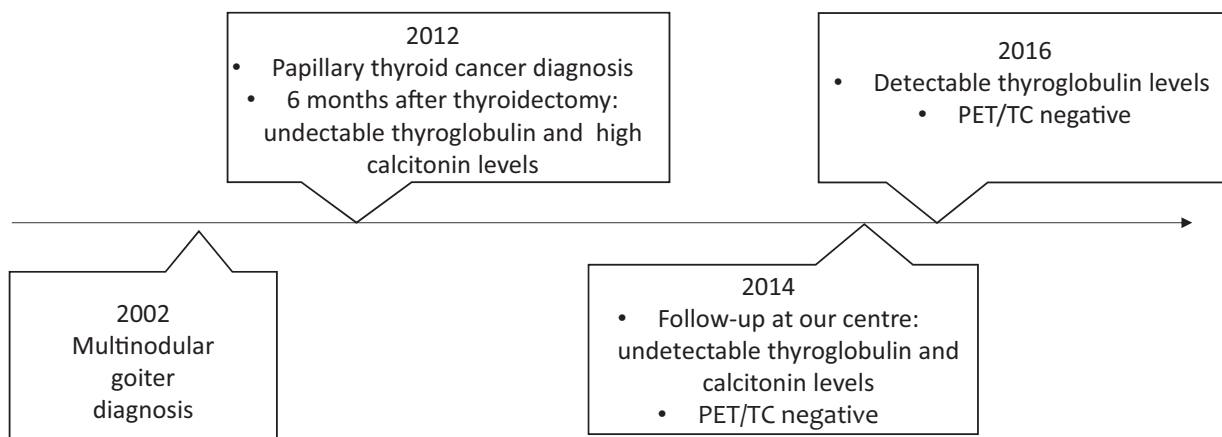 2012
• Papillary thyroid cancer diagnosis
• 6 months after thyroidectomy:
undectable thyroglobulin and high
calcitonin levels
2016
• Detectable thyroglobulin levels
• PET/TC negative
2002
Multinodular
goiter
diagnosis
2014
• Follow-up at our centre:
undetectable thyroglobulin and
calcitonin levels
• PET/TC negative